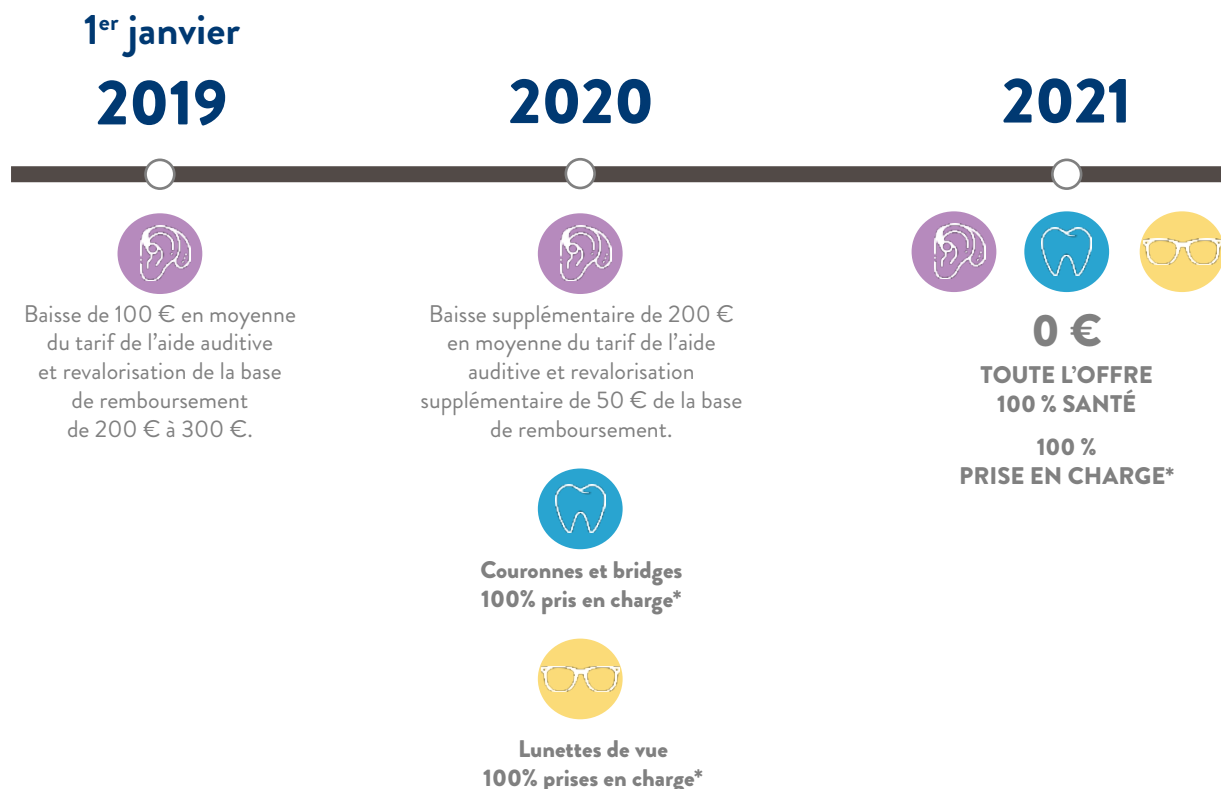 1er janvier
2019
2020
2021
Baisse de 100 € en moyenne
du tarif de l’aide auditive
et revalorisation de la base
de remboursement
de 200 € à 300 €.
Baisse supplémentaire de 200 €
en moyenne du tarif de l’aide
auditive et revalorisation
supplémentaire de 50 € de la base
de remboursement.
Couronnes et bridges
100% pris en charge*
Lunettes de vue
100% prises en charge*
0 €
TOUTE L’OFFRE
100 % SANTÉ
100 %
PRISE EN CHARGE*